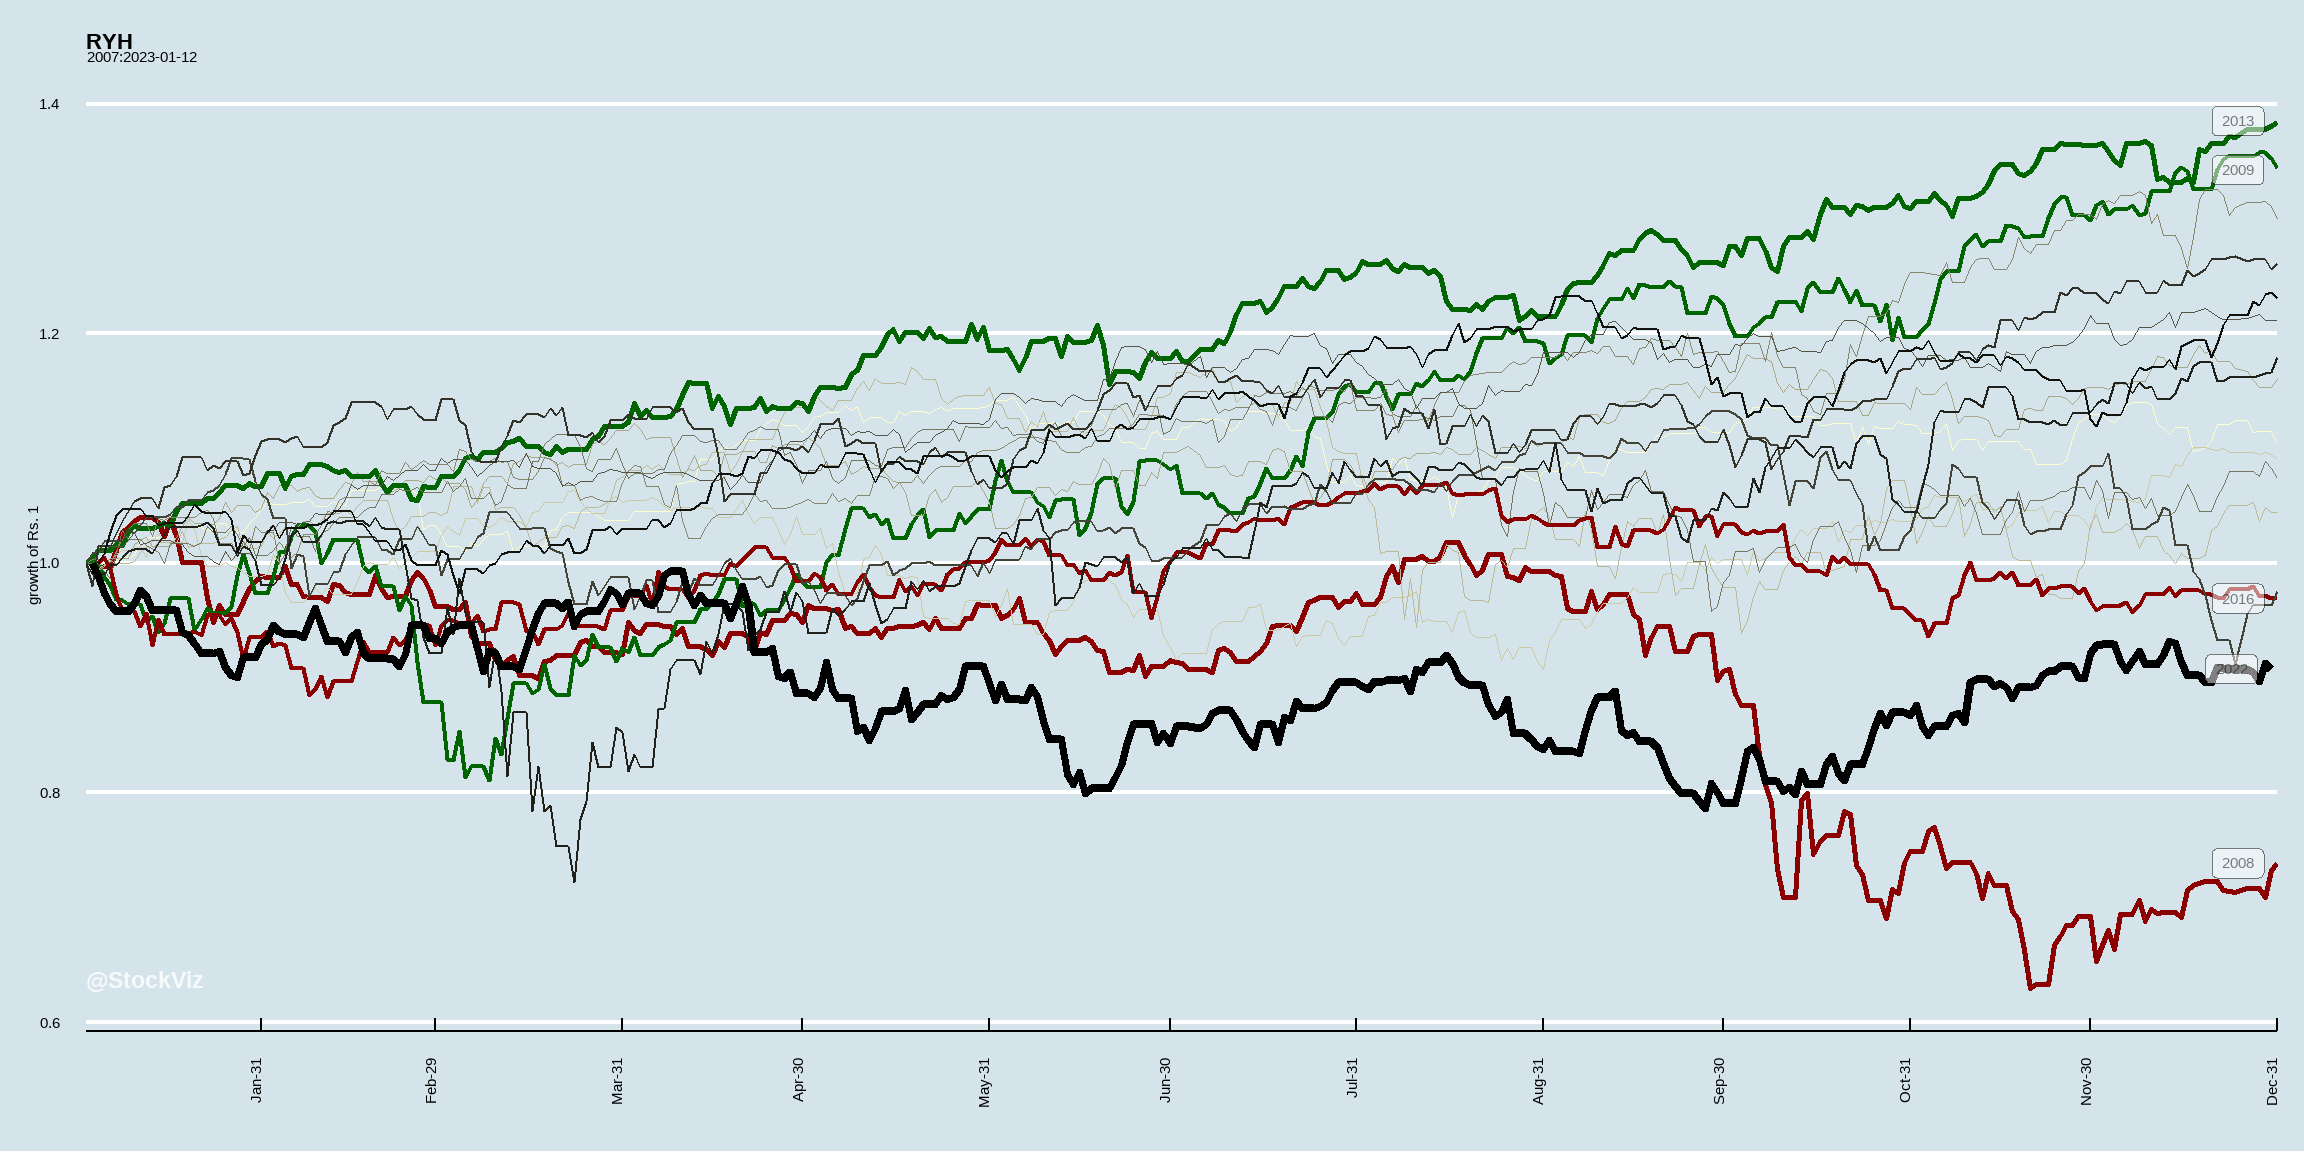 RYH
2007:2023-01-12
1.4
1.2
1.0
0.8
0.6
growth of Rs. 1
2013
2009
2016
2022
2008
@StockViz
Jan-31
Feb-29
Mar-31
Apr-30
May-31
Jun-30
Jul-31
Aug-31
Sep-30
Oct-31
Nov-30
Dec-31